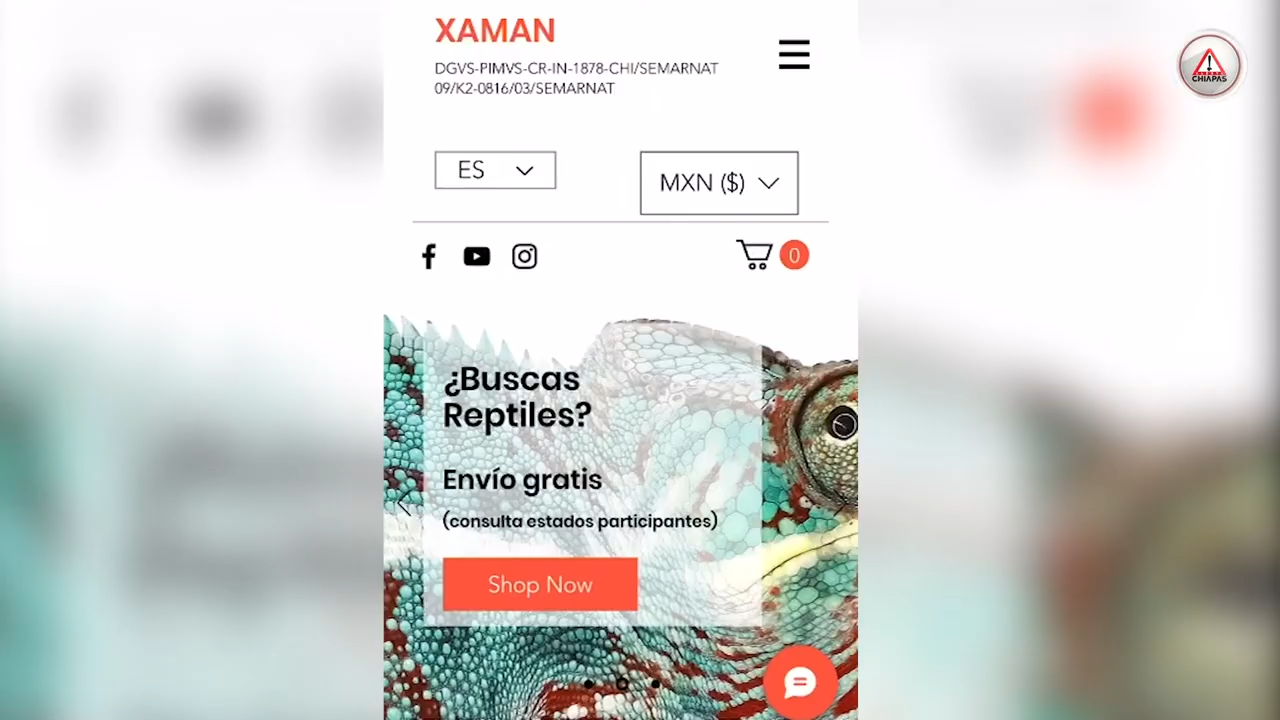 XAMAN
DGVS-PIMVS-CR-IN-1878-CHI/SEMARNAT
09/K2-0816/03/SEMARNAT
ES
MXN ($)
0
¿Buscas
Reptiles?
Envío gratis
(consulta estados participantes)
Shop Now
CHIAPAS